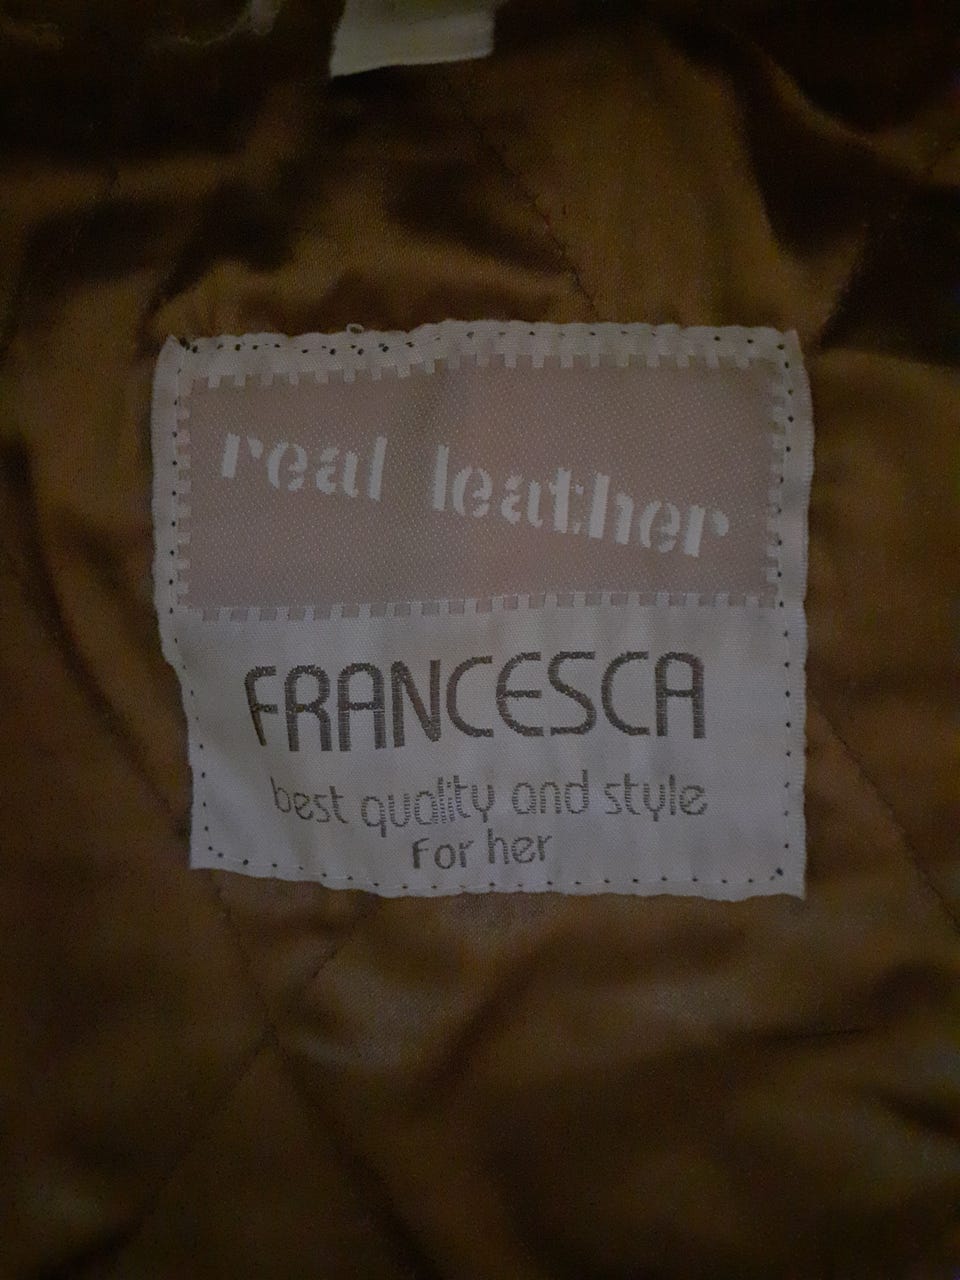 real leather
FRANCESCA
best quality and style
For her